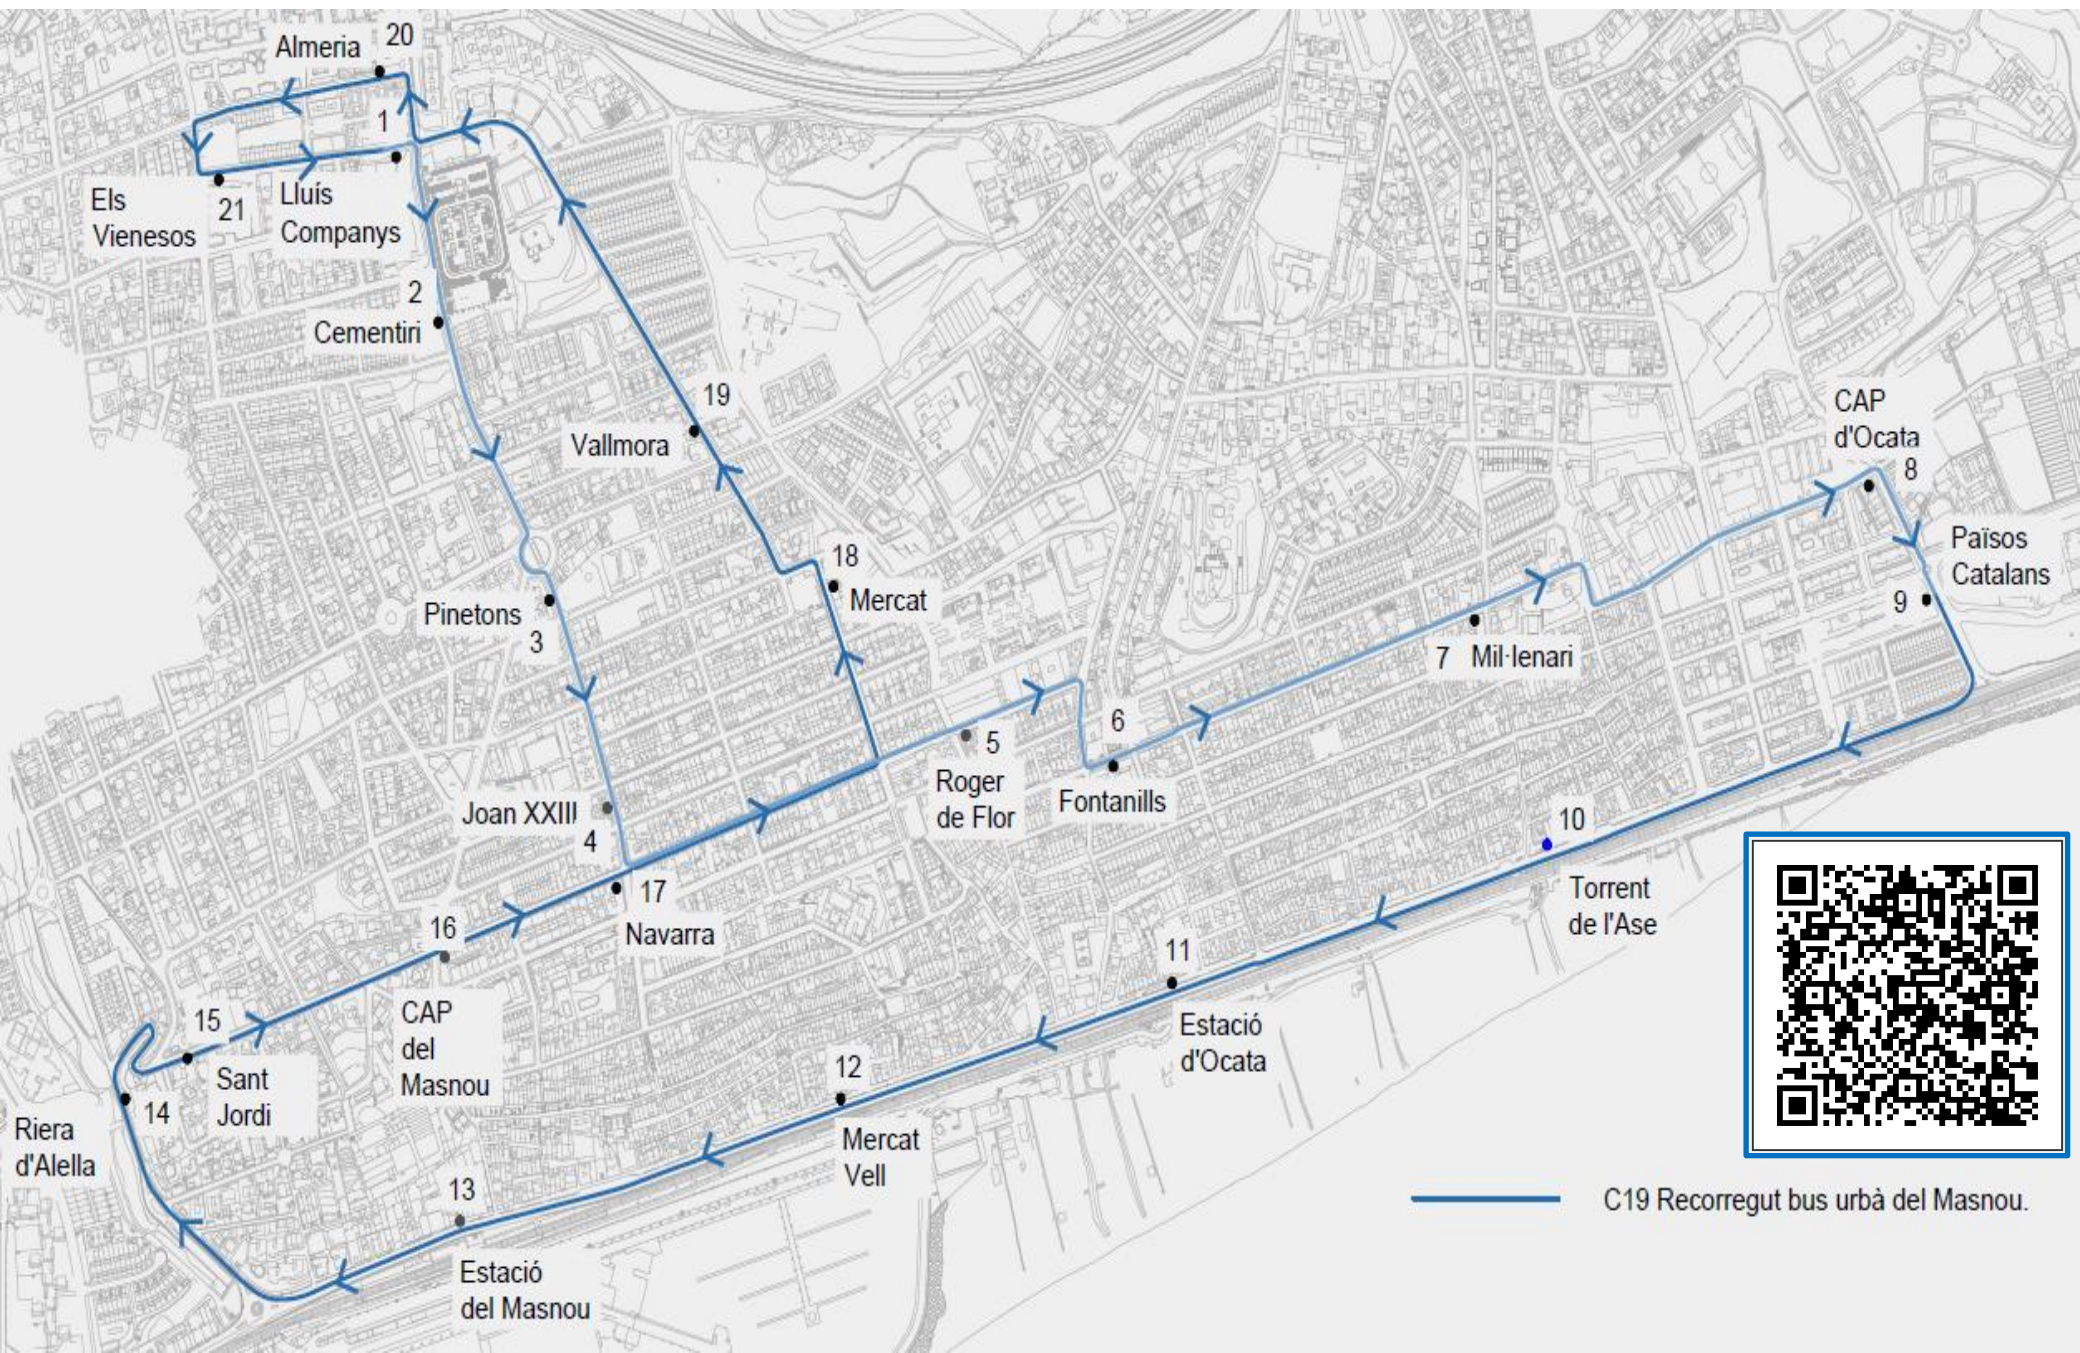 20
Almeria
1
Els
Vienesos
21
Lluís
Companys
2
Cementiri
19
Vallmora
CAP
d'Ocata
8
18
Mercat
Països
Catalans
9
Pinetons
3
7 Mil·lenari
6
Fontanills
5
Roger
de Flor
Joan XXIII
4
17
Navarra
10
Torrent
de l'Ase
16
CAP
del
Masnou
11
Estació
d'Ocata
15
Sant
Jordi
14
Riera
d'Alella
12
Mercat
Vell
13
Estació
del Masnou
C19 Recorregut bus urbà del Masnou.